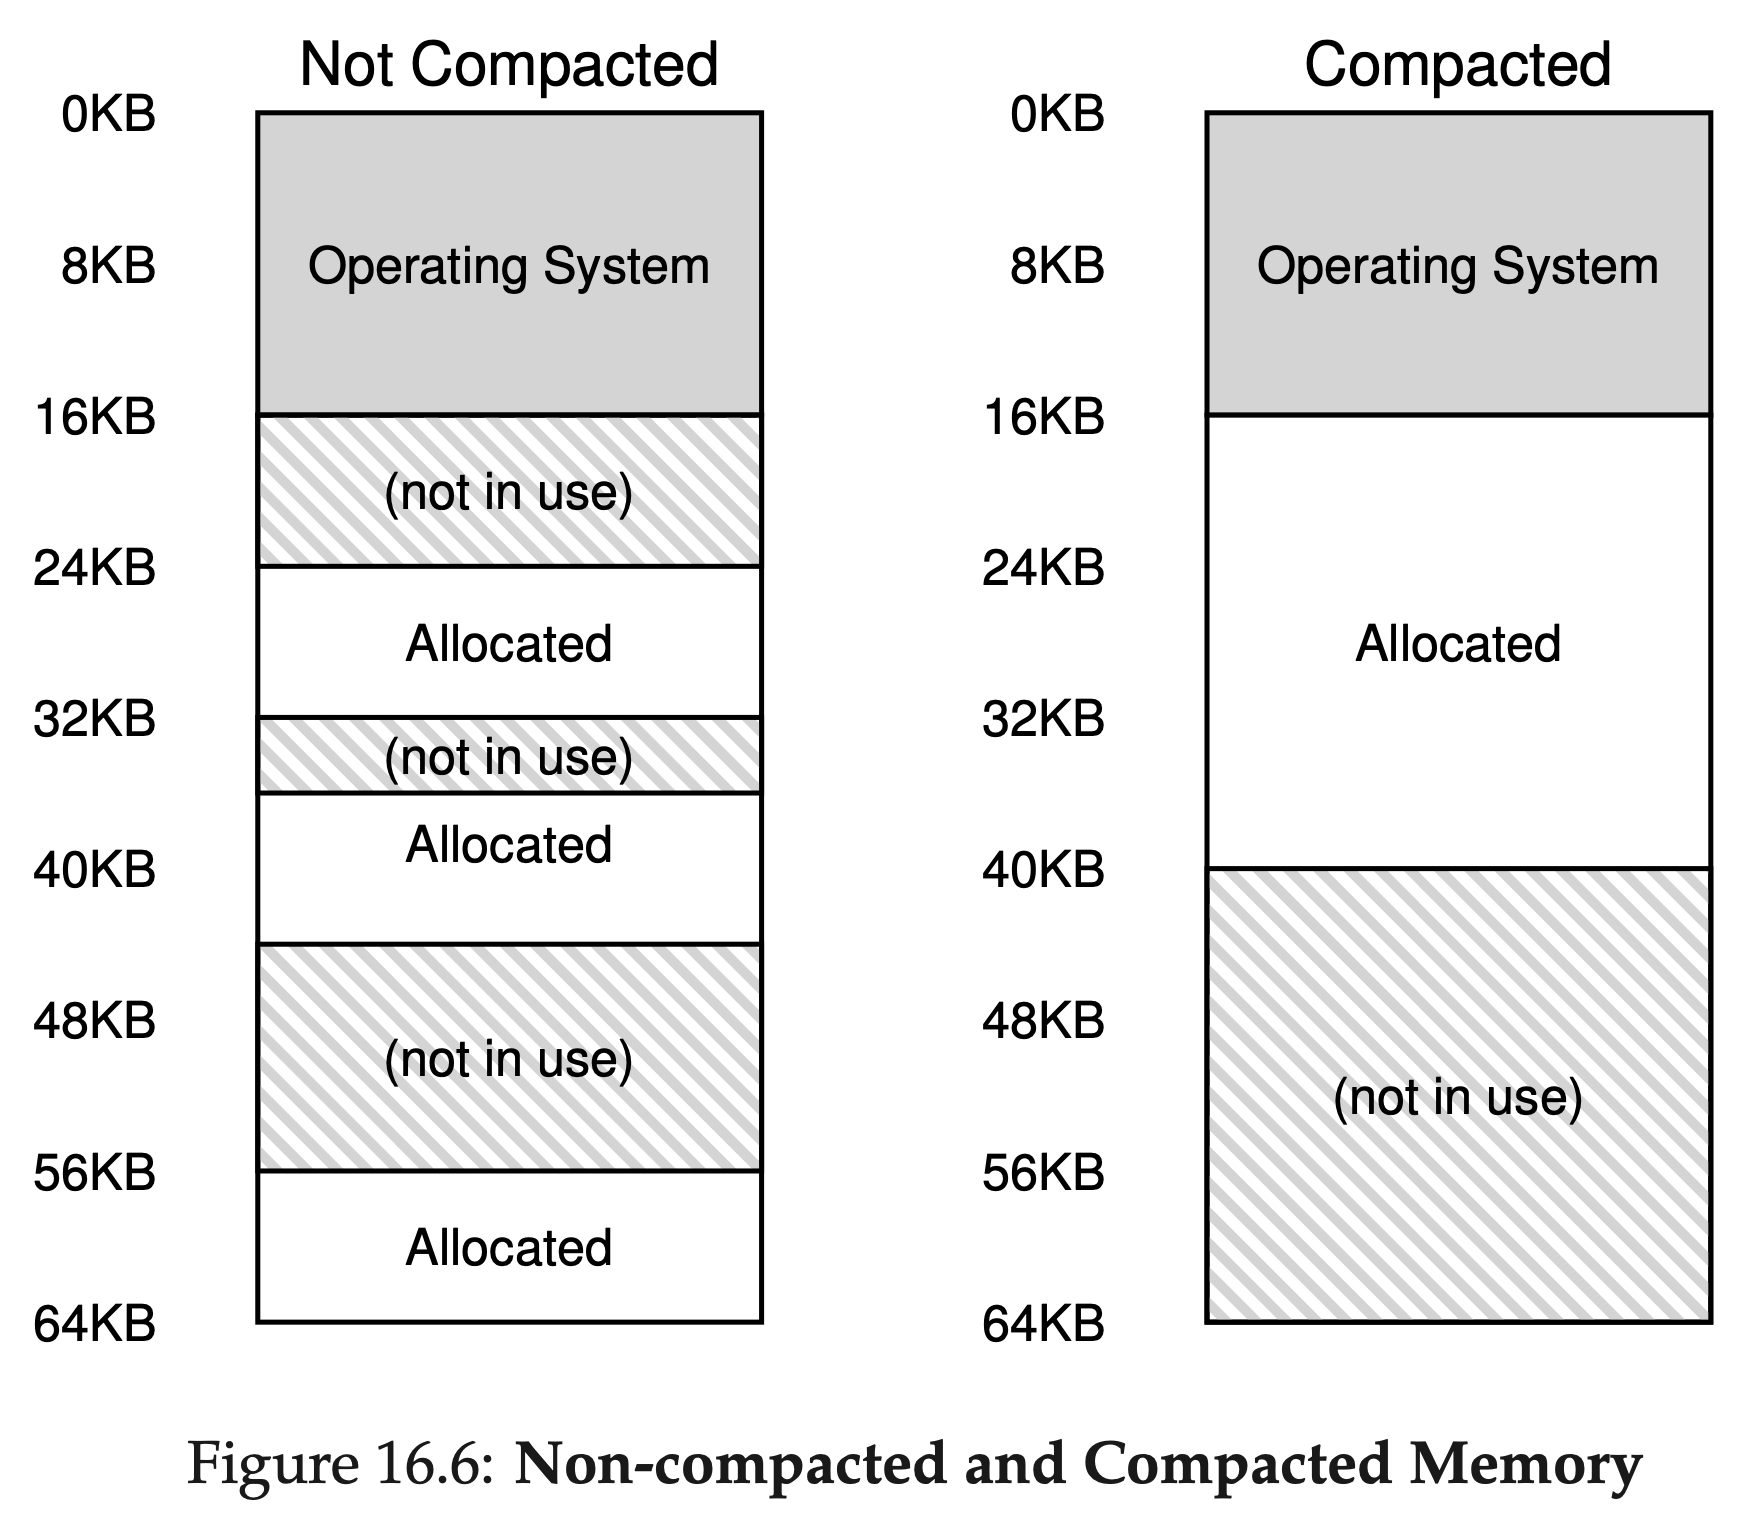 Not Compacted
0KB
8KB
16KB
24KB
32KB
40KB
48KB
56KB
64KB
Operating System
(not in use)
Allocated
(not in use)
Allocated
(not in use)
Allocated
Compacted
0KB
8KB
16KB
24KB
32KB
40KB
48KB
56KB
64KB
Operating System
Allocated
(not in use)
Figure 16.6: Non-compacted and Compacted Memory